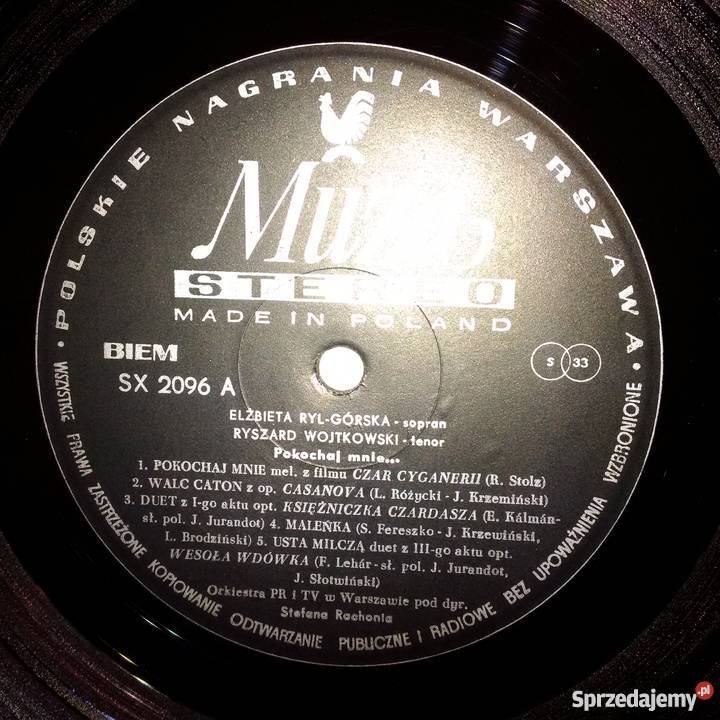 • POLSKIE NAGRANIA WARSZAWA •
STEREO
MADE IN POLAND
BIEM
SX 2096 A
S 33
ELŻBIETA RYL-GÓRSKA - sopran
RYSZARD WOJTKOWSKI - tenor
Pokochaj mnie...
1. POKOCHAJ MNIE mel. z filmu CZAR CYGANERII (R. Stolz)
2. WALC CATON z op. CASANOVA (L. Różycki - J. Krzemiński)
3. DUET z I-go aktu opt. KSIĘŻNICZKA CZARDASZA (E. Kálmán-
sł. pol. J. Jurandot) 4. MALEŃKA (S. Fereszko - J. Krzewiński,
L. Brodziński) 5. USTA MILCZĄ duet z III-go aktu opt.
WESOŁA WDÓWKA (F. Lehár-sł. pol. J. Jurandot,
J. Słotwiński)
Orkiestra PR i TV w Warszawie pod dyr.
Stefana Rachonia
WSZYSTKIE PRAWA ZASTRZEŻONE KOPIOWANIE ODTWARZANIE PUBLICZNE I RADIOWE BEZ UPOWAŻNIENIA WZBRONIONE
Sprzedajemy.pl